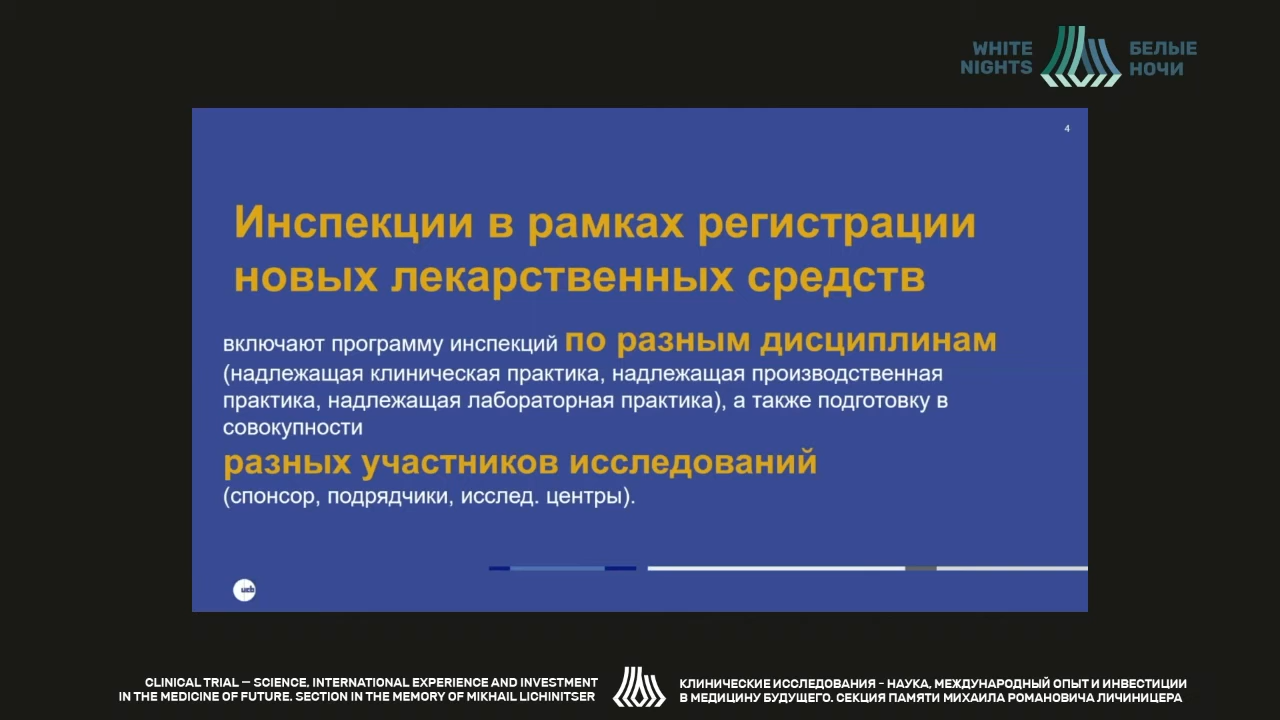 WHITE NIGHTS
БЕЛЫЕ НОЧИ
4
Инспекции в рамках регистрации
новых лекарственных средств
включают программу инспекций по разным дисциплинам
(надлежащая клиническая практика, надлежащая производственная
практика, надлежащая лабораторная практика), а также подготовку в
совокупности
разных участников исследований
(спонсор, подрядчики, исслед. центры).
ucb
CLINICAL TRIAL – SCIENCE, INTERNATIONAL EXPERIENCE AND INVESTMENT
IN THE MEDICINE OF FUTURE. SECTION IN THE MEMORY OF MIKHAIL LICHINITSER
КЛИНИЧЕСКИЕ ИССЛЕДОВАНИЯ - НАУКА, МЕЖДУНАРОДНЫЙ ОПЫТ И ИНВЕСТИЦИИ
В МЕДИЦИНУ БУДУЩЕГО. СЕКЦИЯ ПАМЯТИ МИХАИЛА РОМАНОВИЧА ЛИЧИНИЦЕРА